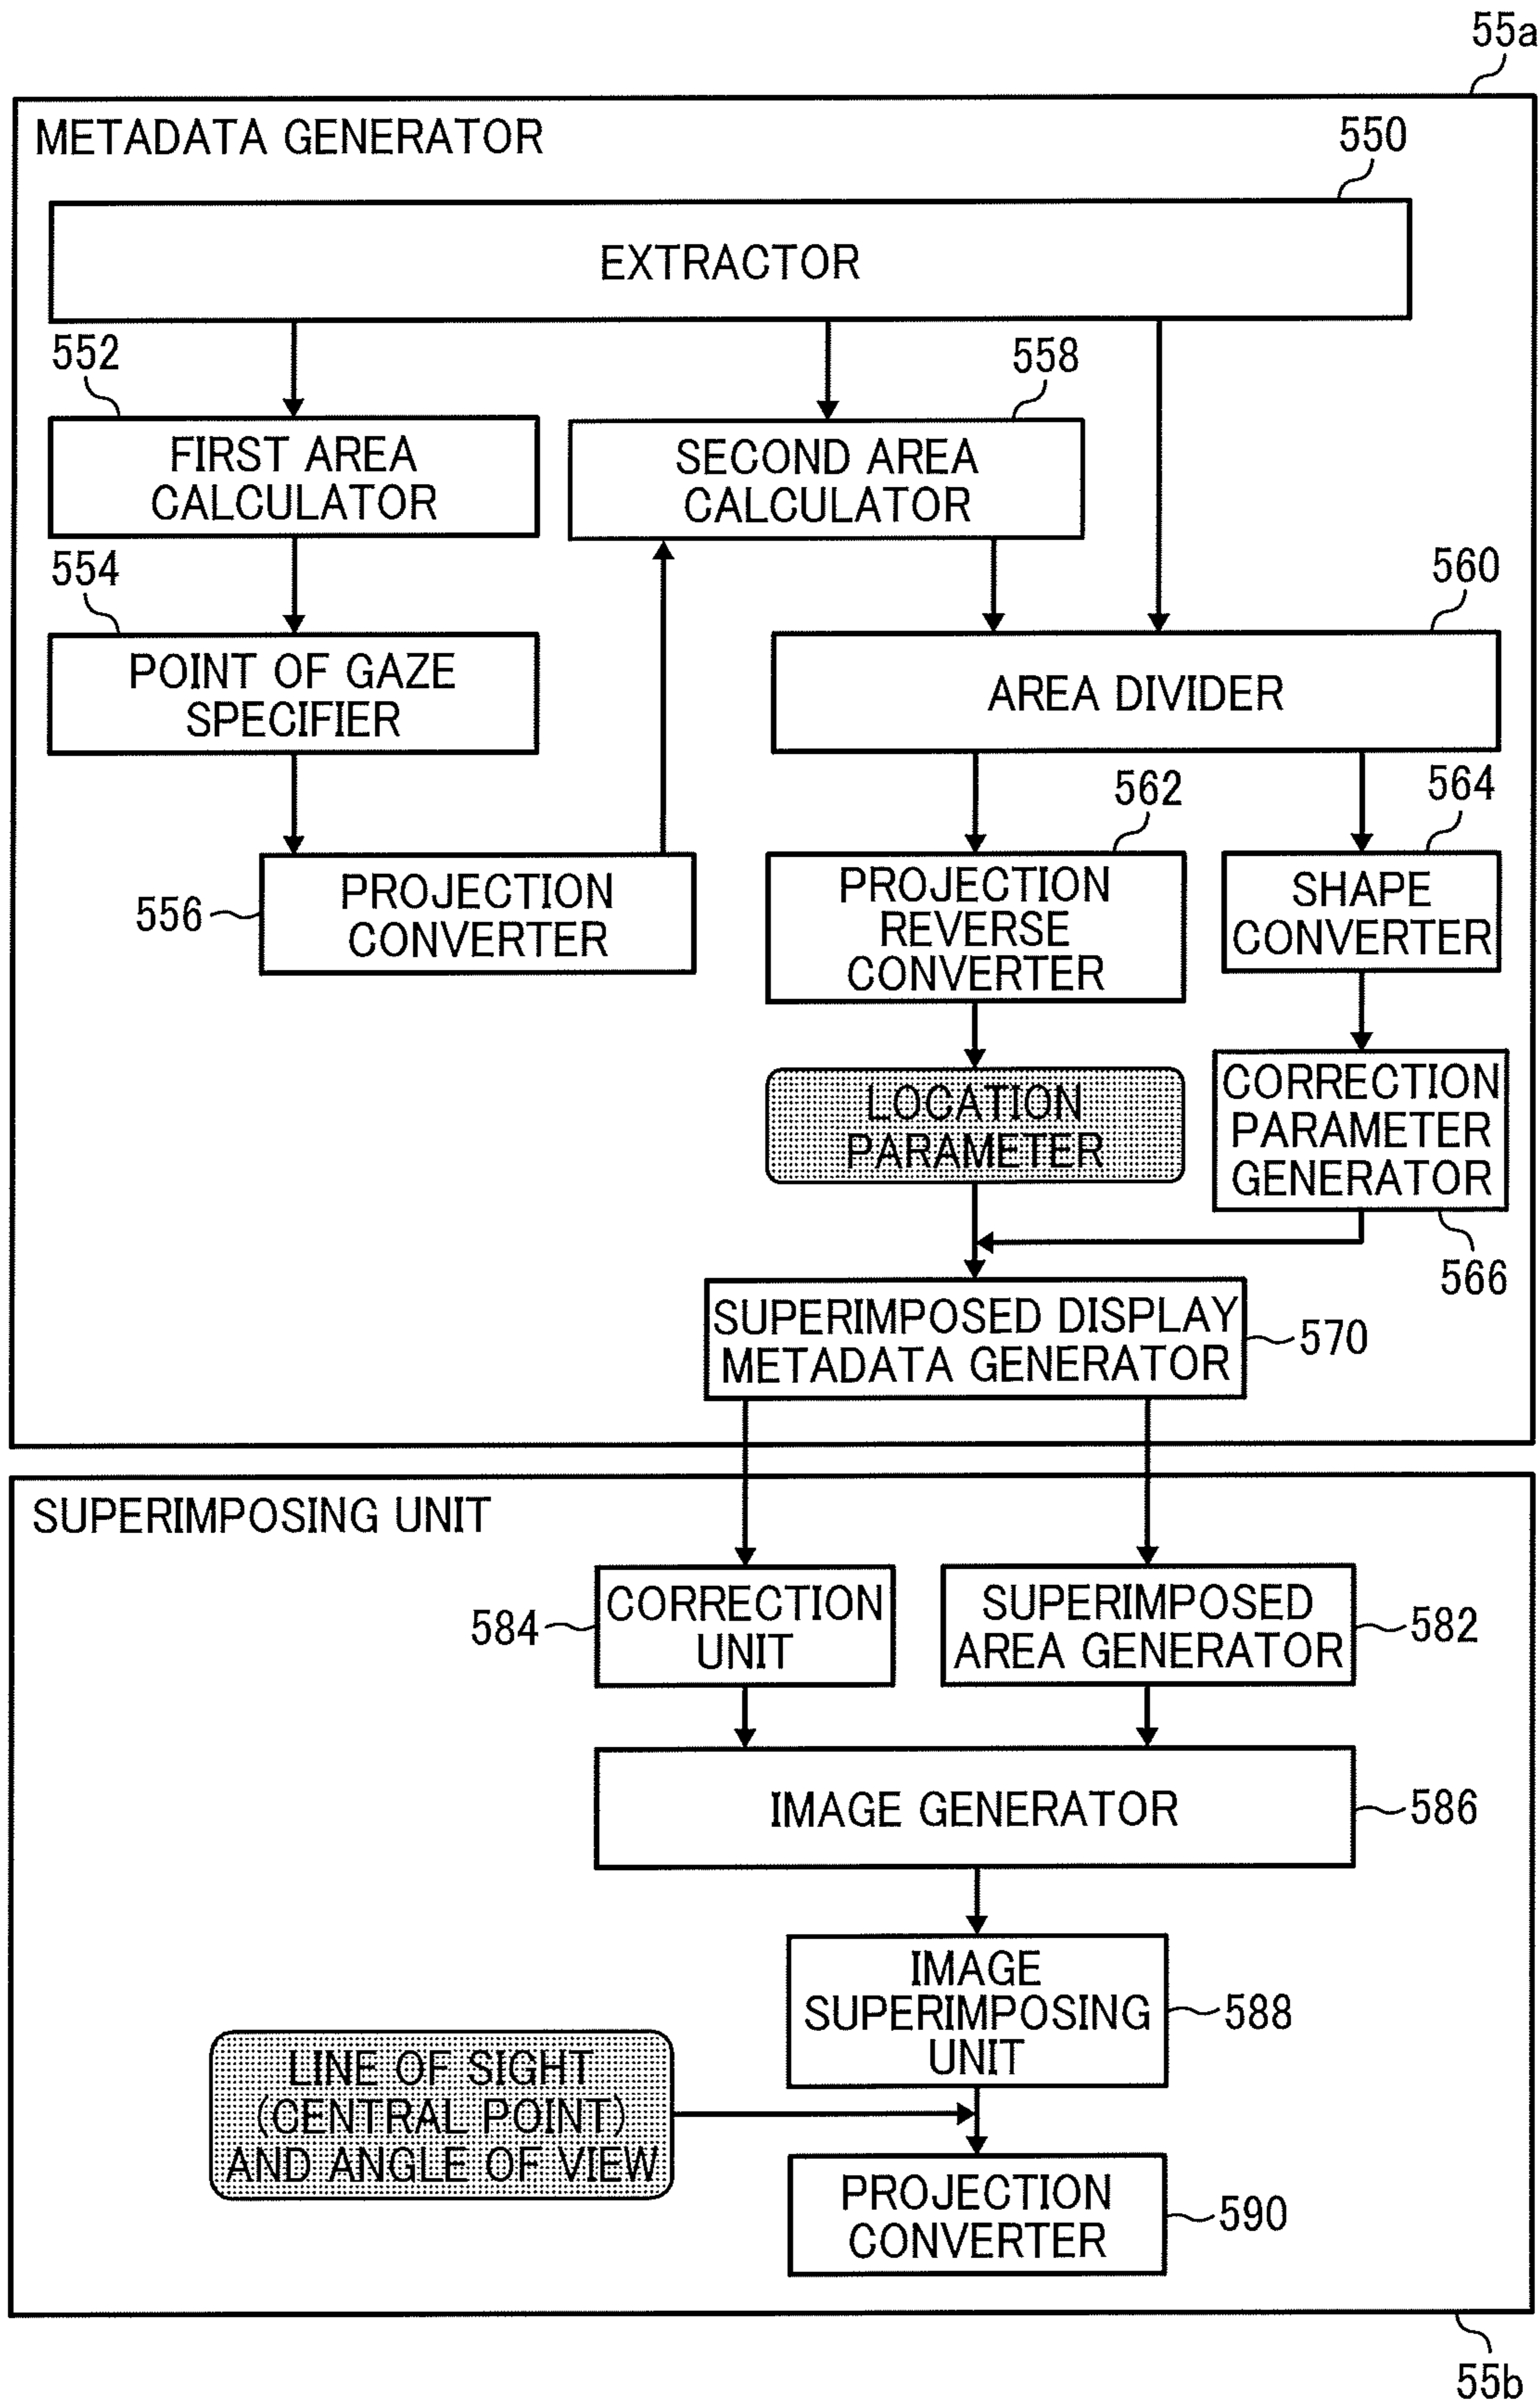 55a
METADATA GENERATOR
550
EXTRACTOR
552
558
FIRST AREA
CALCULATOR
SECOND AREA
CALCULATOR
554
560
POINT OF GAZE
SPECIFIER
AREA DIVIDER
562
564
556
PROJECTION
CONVERTER
PROJECTION
REVERSE
CONVERTER
SHAPE
CONVERTER
LOCATION
PARAMETER
CORRECTION
PARAMETER
GENERATOR
566
SUPERIMPOSED DISPLAY
METADATA GENERATOR
570
SUPERIMPOSING UNIT
584
CORRECTION
UNIT
SUPERIMPOSED
AREA GENERATOR
582
IMAGE GENERATOR
586
IMAGE
SUPERIMPOSING
UNIT
588
LINE OF SIGHT
(CENTRAL POINT)
AND ANGLE OF VIEW
PROJECTION
CONVERTER
590
55b